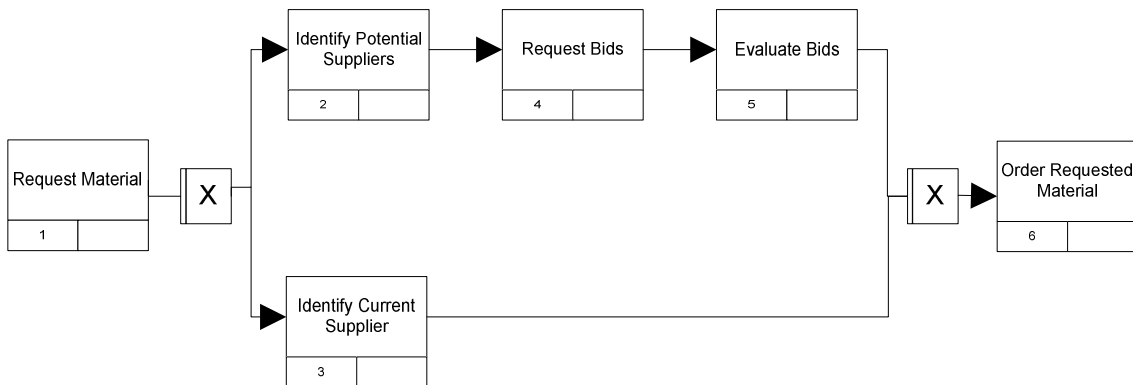 Identify Potential
Suppliers
2
Request Bids
4
Evaluate Bids
5
Request Material
1
X
X
Order Requested
Material
6
Identify Current
Supplier
3